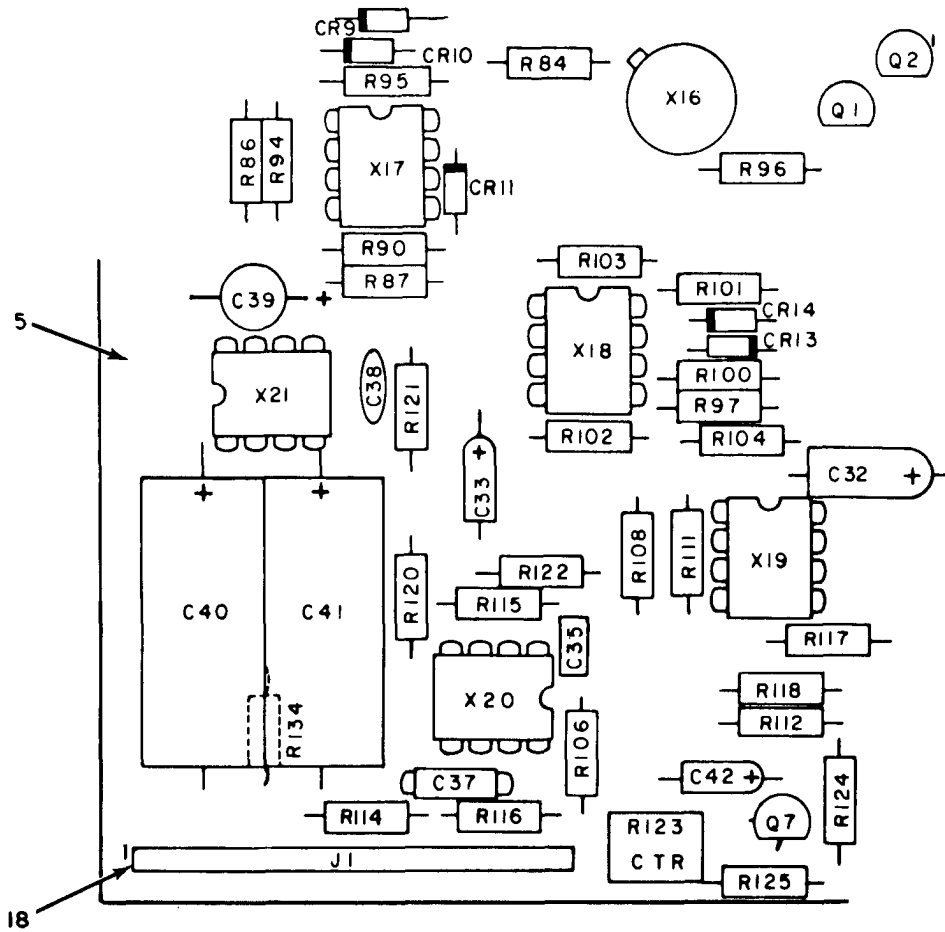 CR9
CR10
R84
Q2
1
R95
X16
Q1
R86
R94
X17
CR11
R96
R90
R87
R103
C39
+
R101
CR14
5
CR13
X18
X21
C38
R121
R100
R97
R102
R104
C33
+
C32
+
+
+
R108
R111
X19
R122
R120
R115
C40
C41
C35
R117
R118
X20
R112
R134
R106
C37
C42
+
R124
R114
R116
R123
CTR
Q7
1
J1
R125
18